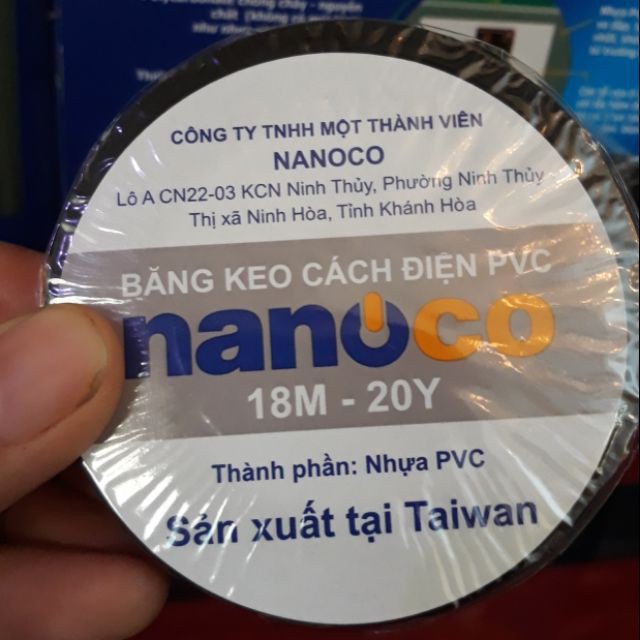 CÔNG TY TNHH MỘT THÀNH VIÊN
NANOCO
Lô A CN22-03 KCN Ninh Thủy, Phường Ninh Thủy
Thị xã Ninh Hòa, Tỉnh Khánh Hòa
BĂNG KEO CÁCH ĐIỆN PVC
nanoco
18M - 20Y
Thành phần: Nhựa PVC
Sản xuất tại Taiwan